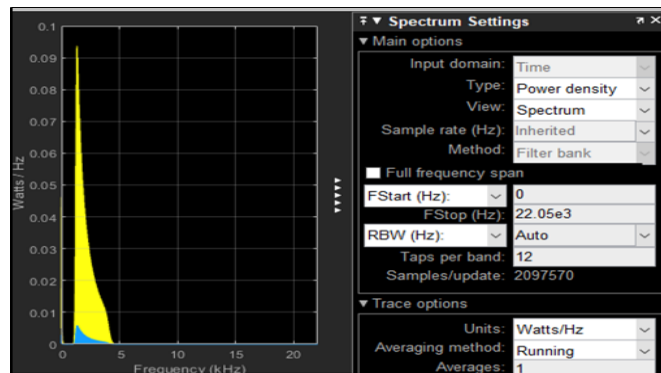 0.1
0.09
0.08
0.07
0.06
0.05
0.04
0.03
0.02
0.01
0
Watts / Hz
0 5 10 15 20
Frequency (kHz)
Spectrum Settings
Main options
Input domain: Time
Type: Power density
View: Spectrum
Sample rate (Hz): Inherited
Method: Filter bank
Full frequency span
FStart (Hz): 0
FStop (Hz): 22.05e3
RBW (Hz): Auto
Taps per band: 12
Samples/update: 2097570
Trace options
Units: Watts/Hz
Averaging method: Running
Averages: 1